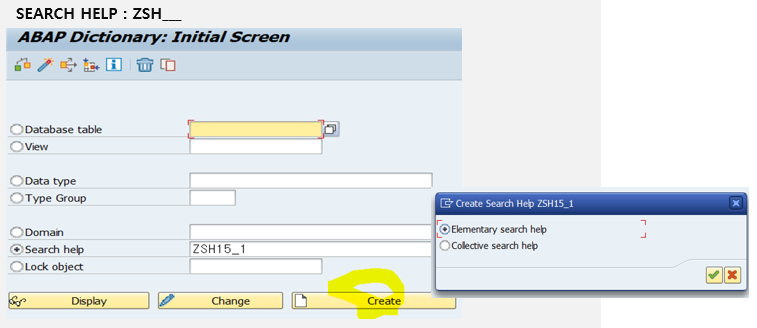 SEARCH HELP : ZSH___
ABAP Dictionary: Initial Screen
Database table
View
Data type
Type Group
Domain
Search help ZSH15_1
Lock object
Display Change Create
Create Search Help ZSH15_1
Elementary search help
Collective search help